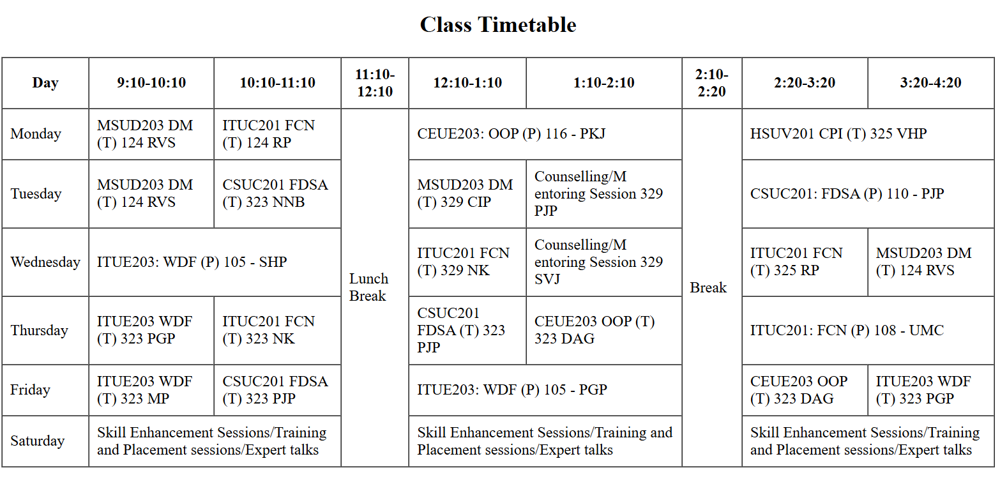 Class Timetable
Day
9:10-10:10
10:10-11:10
11:10-
12:10
12:10-1:10
1:10-2:10
2:10-
2:20
2:20-3:20
3:20-4:20
Monday
MSUD203 DM
(T) 124 RVS
ITUC201 FCN
(T) 124 RP
Lunch
Break
CEUE203: OOP (P) 116 - PKJ
Break
HSUV201 CPI (T) 325 VHP
Tuesday
MSUD203 DM
(T) 124 RVS
CSUC201 FDSA
(T) 323 NNB
MSUD203 DM
(T) 329 CIP
Counselling/M
entoring Session 329
PJP
CSUC201: FDSA (P) 110 - PJP
Wednesday
ITUE203: WDF (P) 105 - SHP
ITUC201 FCN
(T) 329 NK
Counselling/M
entoring Session 329
SVJ
ITUC201 FCN
(T) 325 RP
MSUD203 DM
(T) 124 RVS
Thursday
ITUE203 WDF
(T) 323 PGP
ITUC201 FCN
(T) 323 NK
CSUC201
FDSA (T) 323
PJP
CEUE203 OOP (T)
323 DAG
ITUC201: FCN (P) 108 - UMC
Friday
ITUE203 WDF
(T) 323 MP
CSUC201 FDSA
(T) 323 PJP
ITUE203: WDF (P) 105 - PGP
CEUE203 OOP
(T) 323 DAG
ITUE203 WDF
(T) 323 PGP
Saturday
Skill Enhancement Sessions/Training
and Placement sessions/Expert talks
Skill Enhancement Sessions/Training and
Placement sessions/Expert talks
Skill Enhancement Sessions/Training
and Placement sessions/Expert talks